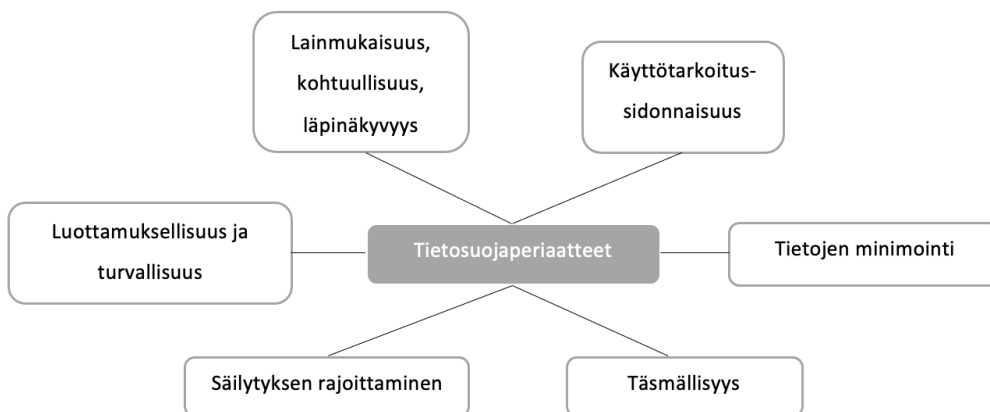 Lainmukaisuus,
kohtuullisuus,
läpinäkyvyys
Käyttötarkoitus-
sidonnaisuus
Luottamuksellisuus ja
turvallisuus
Tietosuojaperiaatteet
Tietojen minimointi
Säilytyksen rajoittaminen
Täsmällisyys